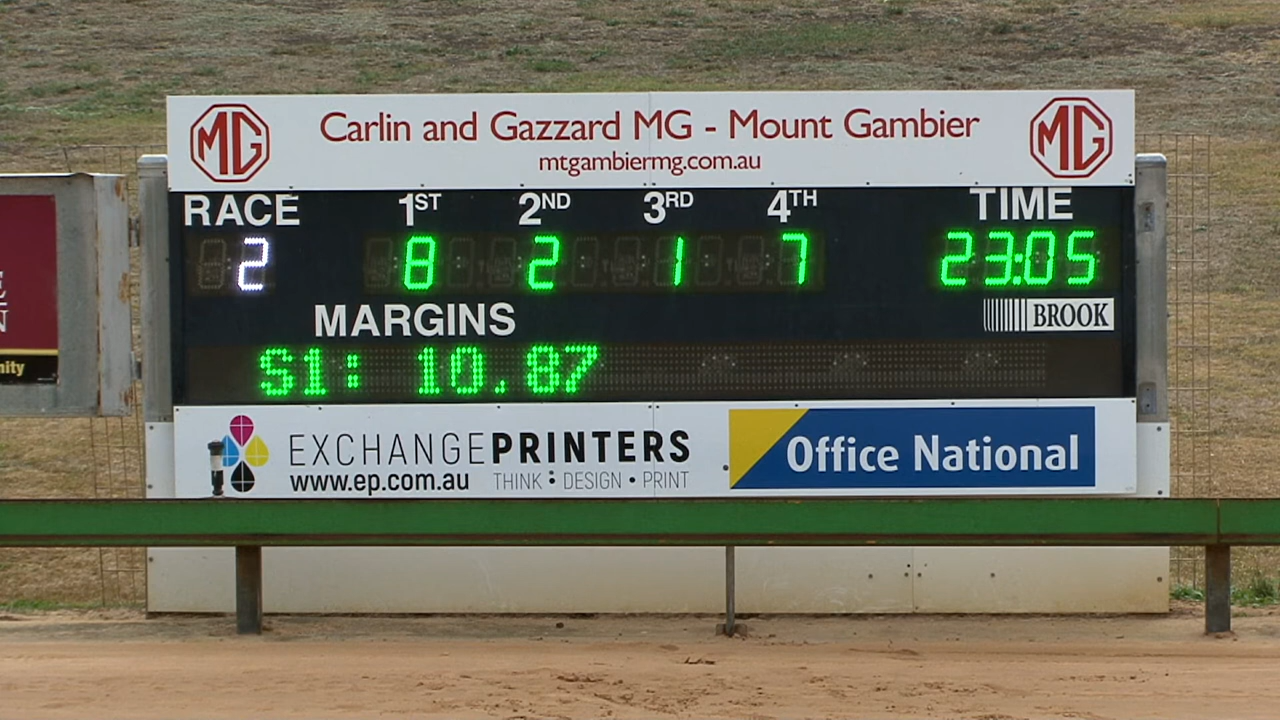 MG Carlin and Gazzard MG - Mount Gambier MG
mtgambiermg.com.au
RACE 1ST 2ND 3RD 4TH TIME
2 8 2 1 7 23:05
MARGINS BROOK
S1: 10.87
EXCHANGEPRINTERS
www.ep.com.au THINK : DESIGN • PRINT
Office National